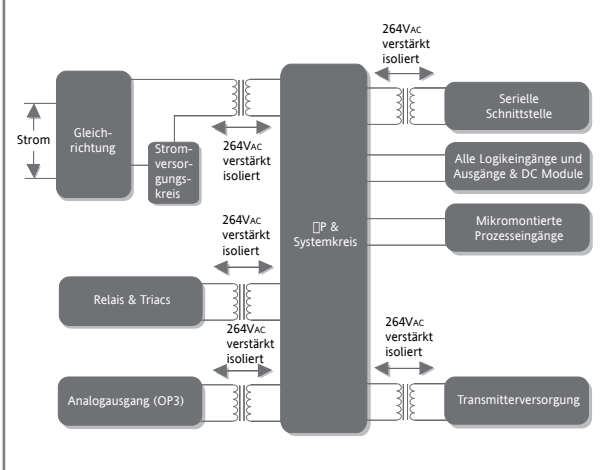 264VAC
verstärkt
isoliert
Strom
Gleich-
richtung
Strom-
versor-
gungs-
kreis
264VAC
verstärkt
isoliert
Serielle
Schnittstelle
Alle Logikeingänge und
Ausgänge & DC Module
▯P &
Systemkreis
Mikromontierte
Prozesseingänge
264VAC
verstärkt
isoliert
Relais & Triacs
264VAC
verstärkt
isoliert
264VAC
verstärkt
isoliert
Analogausgang (OP3)
Transmitterversorgung